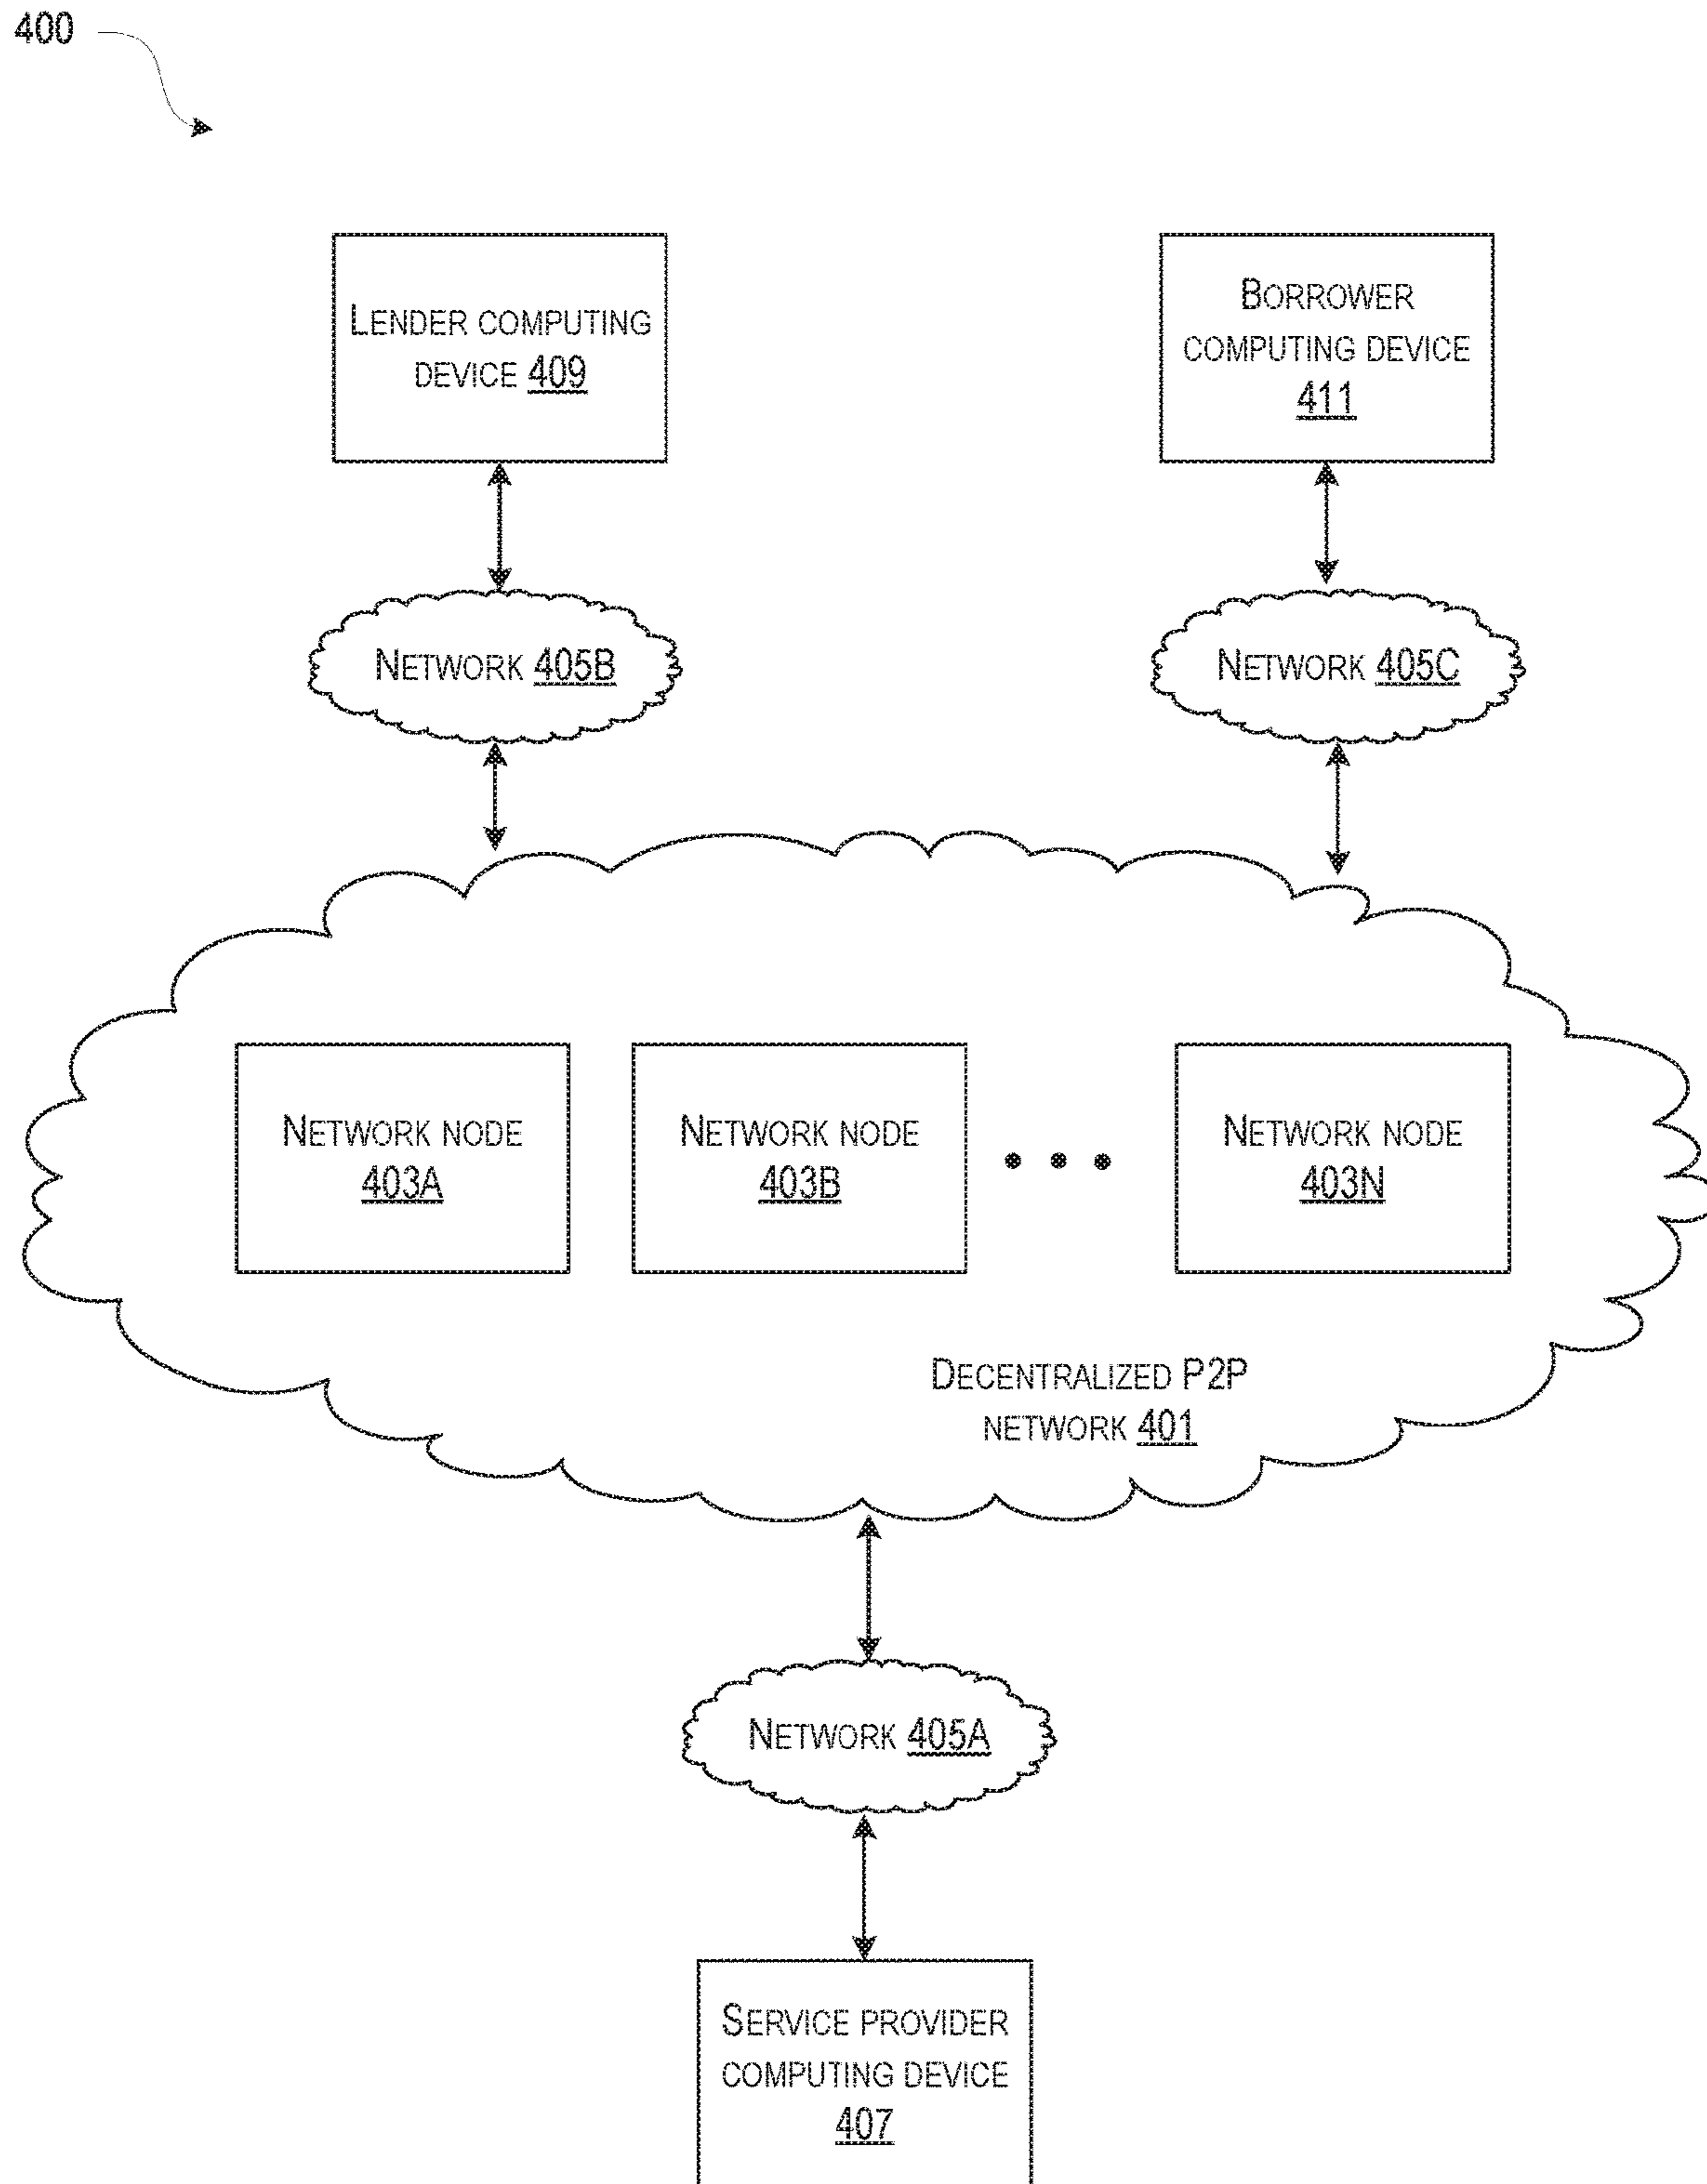 400
LENDER COMPUTING
DEVICE 409
BORROWER
COMPUTING DEVICE
411
NETWORK 405B
NETWORK 405C
NETWORK NODE
403A
NETWORK NODE
403B
NETWORK NODE
403N
DECENTRALIZED P2P
NETWORK 401
NETWORK 405A
SERVICE PROVIDER
COMPUTING DEVICE
407